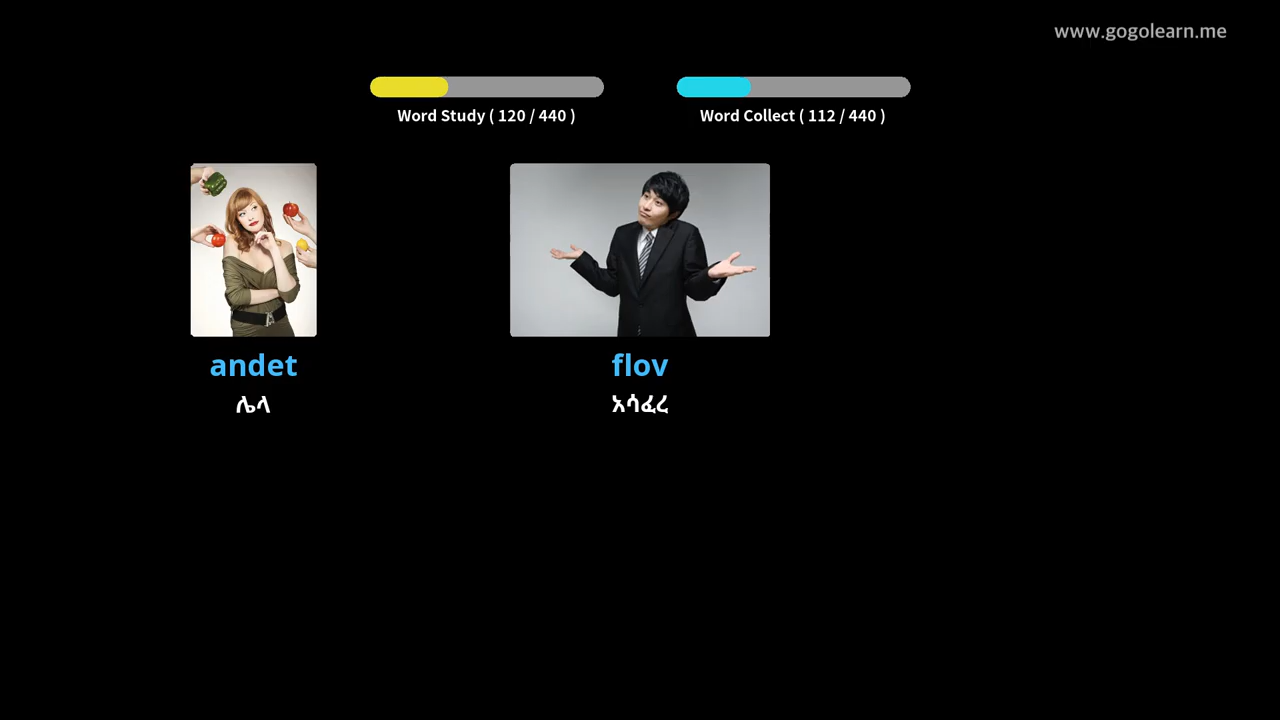 www.gogolearn.me
Word Study ( 120 / 440 )
Word Collect ( 112 / 440 )
andet
ሌላ
flov
አሳፈረ